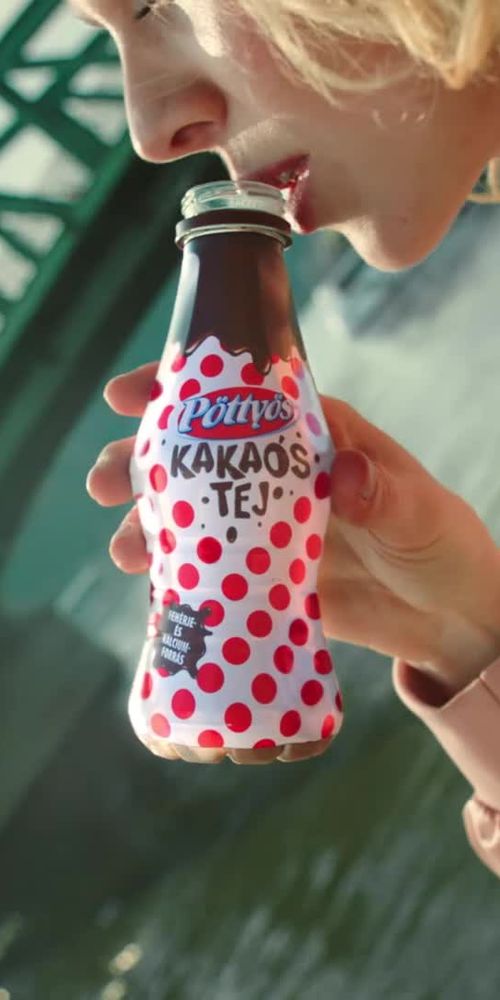 Pöttyös
KAKAÓS
TEJ
FEHÉRJE-
ÉS
KALCIUM-
FORRÁS